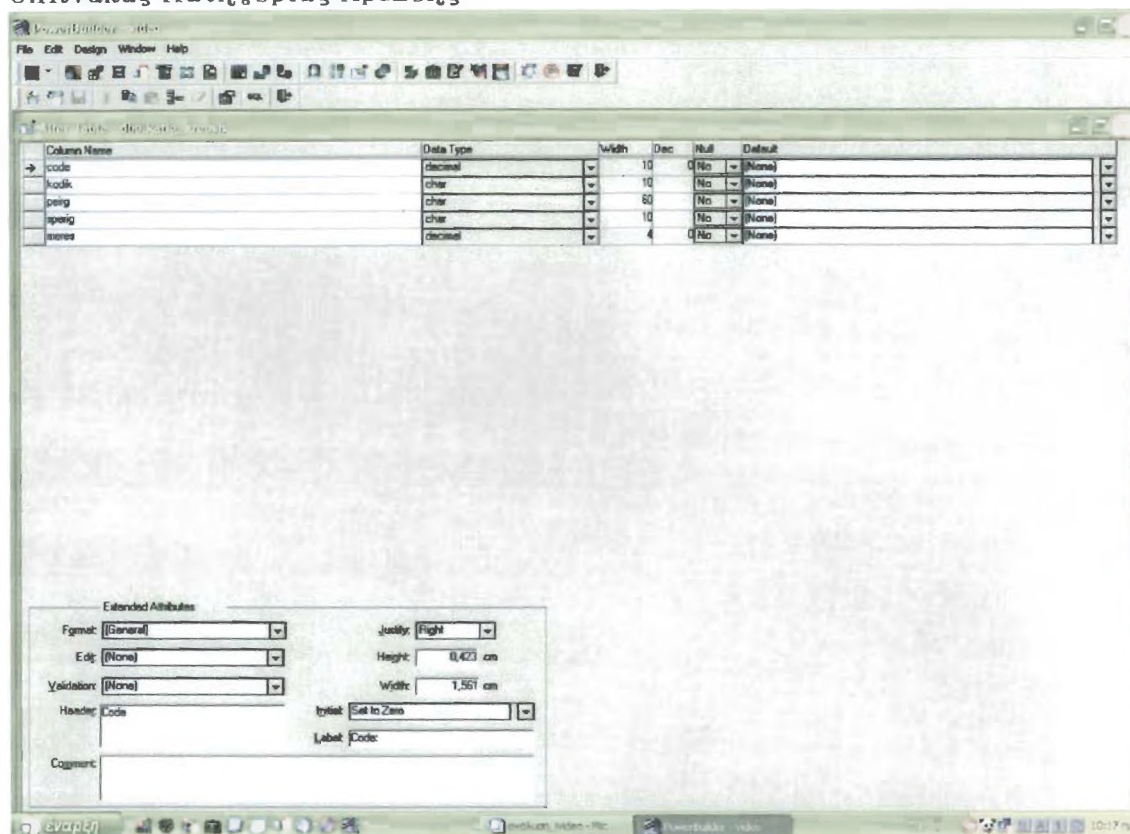 File Edit Design Window Help
Column Name Data Type Width Dec Null Default
code decimal 10 0 No (None)
kodik char 10 No (None)
perig char 60 No (None)
sperig char 10 No (None)
meres decimal 4 0 No (None)
Extended Attributes
Format: [General] Justify: Right
Edit: (None) Height: 0,423 cm
Validation: (None) Width: 1,561 cm
Header: Code Initial: Set to Zero
Label: Code:
Comment:
έναρξη 10:17